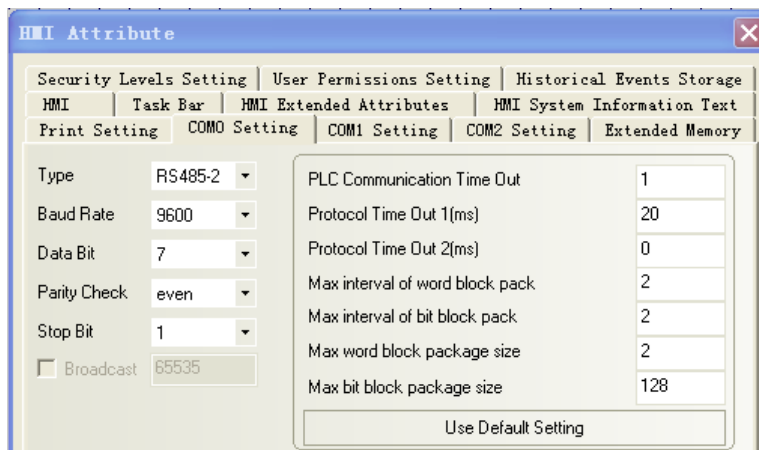 HMI Attribute
Security Levels Setting User Permissions Setting Historical Events Storage
HMI Task Bar HMI Extended Attributes HMI System Information Text
Print Setting COM0 Setting COM1 Setting COM2 Setting Extended Memory
Type RS485-2
Baud Rate 9600
Data Bit 7
Parity Check even
Stop Bit 1
Broadcast 65535
PLC Communication Time Out 1
Protocol Time Out 1(ms) 20
Protocol Time Out 2(ms) 0
Max interval of word block pack 2
Max interval of bit block pack 2
Max word block package size 2
Max bit block package size 128
Use Default Setting